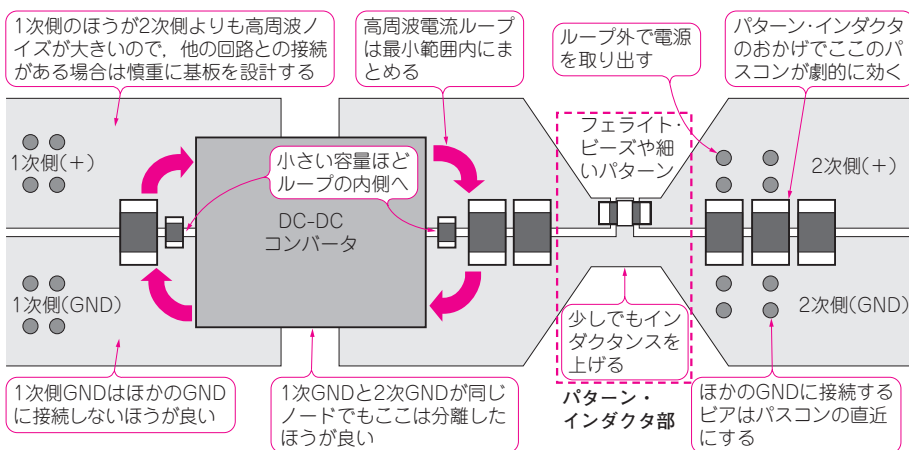 1次側のほうが2次側よりも高周波ノ
イズが大きいので，他の回路との接続
がある場合は慎重に基板を設計する
高周波電流ループ
は最小範囲内にま
とめる
ループ外で電源
を取り出す
パターン・インダクタ
のおかげでここのパ
スコンが劇的に効く
1次側(＋)
小さい容量ほど
ループの内側へ
DC-DC
コンバータ
フェライト・
ビーズや細
いパターン
2次側(＋)
1次側(GND)
2次側(GND)
少しでもイン
ダクタンスを
上げる
1次側GNDはほかのGND
に接続しないほうが良い
1次GNDと2次GNDが同じ
ノードでもここは分離した
ほうが良い
パターン・
インダクタ部
ほかのGNDに接続する
ビアはパスコンの直近
にする